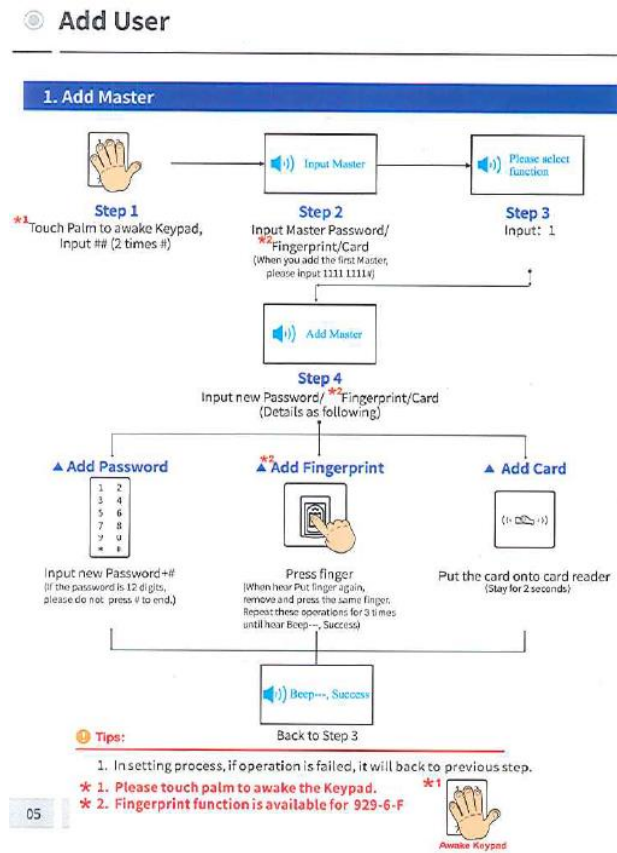 Add User
1. Add Master
Input Master
Please select
function
Step 1
*1Touch Palm to awake Keypad,
Input ## (2 times #)
Step 2
Input Master Password/
*2Fingerprint/Card
(When you add the first Master,
please input 1111 1111#)
Step 3
Input: 1
Add Master
Step 4
Input new Password/ *2Fingerprint/Card
(Details as following)
▲ Add Password
*2▲ Add Fingerprint
▲ Add Card
1 2
3 4
5 6
7 8
9 0
* #
Input new Password+#
(If the password is 12 digits,
please do not press # to end.)
Press finger
(When hear Put finger again,
remove and press the same finger.
Repeat these operations for 3 times
until hear Beep---, Success)
Put the card onto card reader
(Stay for 2 seconds)
Beep---, Success
Back to Step 3
Tips:
1. In setting process, if operation is failed, it will back to previous step.
* 1. Please touch palm to awake the Keypad.
* 2. Fingerprint function is available for 929-6-F
*1
Awake Keypad
05